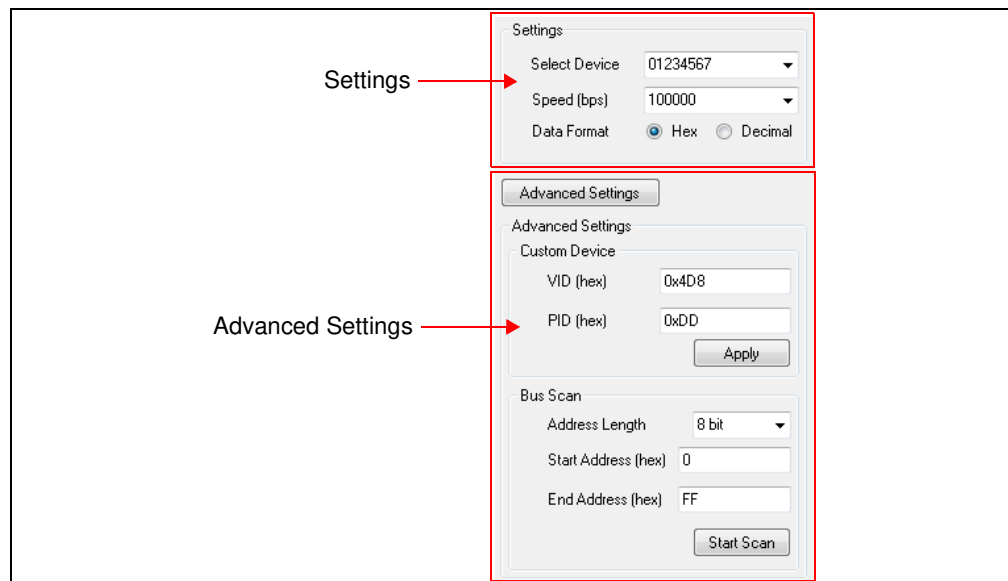 Settings
Settings
Select Device 01234567
Speed (bps) 100000
Data Format Hex Decimal
Advanced Settings
Advanced Settings
Advanced Settings
Custom Device
VID (hex) 0x4D8
PID (hex) 0xDD
Apply
Bus Scan
Address Length 8 bit
Start Address (hex) 0
End Address (hex) FF
Start Scan